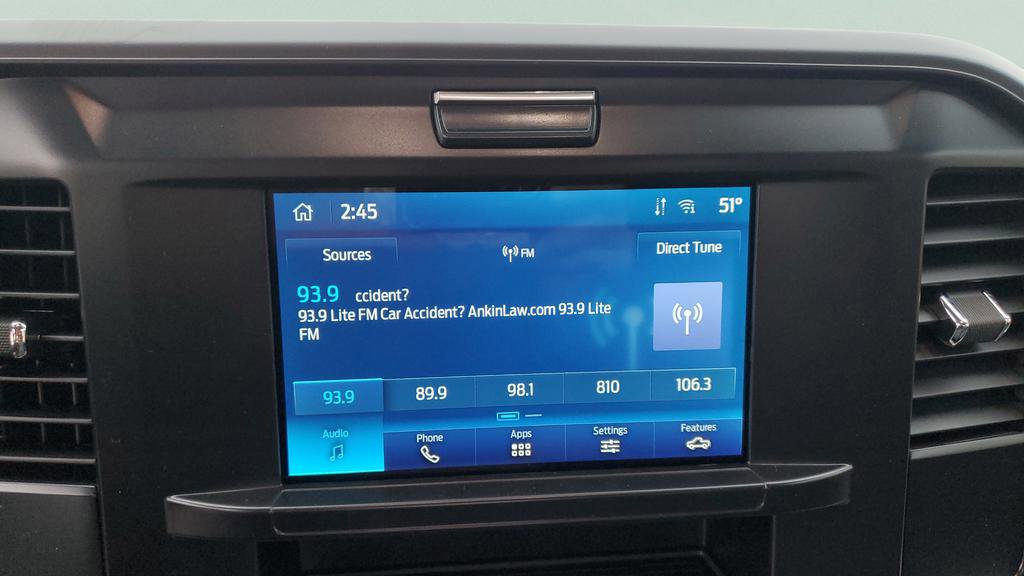 2:45
51°
Sources
FM
Direct Tune
93.9 ccident?
93.9 Lite FM Car Accident? AnkinLaw.com 93.9 Lite
FM
93.9
89.9
98.1
810
106.3
Audio
Phone
Apps
Settings
Features